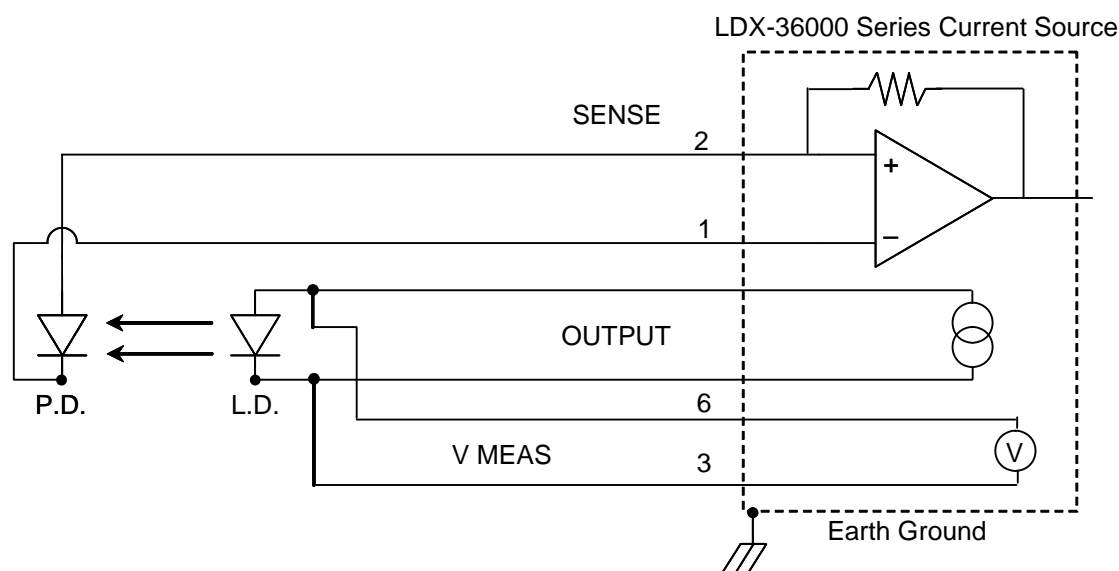 LDX-36000 Series Current Source
SENSE
2
+
1
–
OUTPUT
P.D.
L.D.
6
V MEAS
3
V
Earth Ground